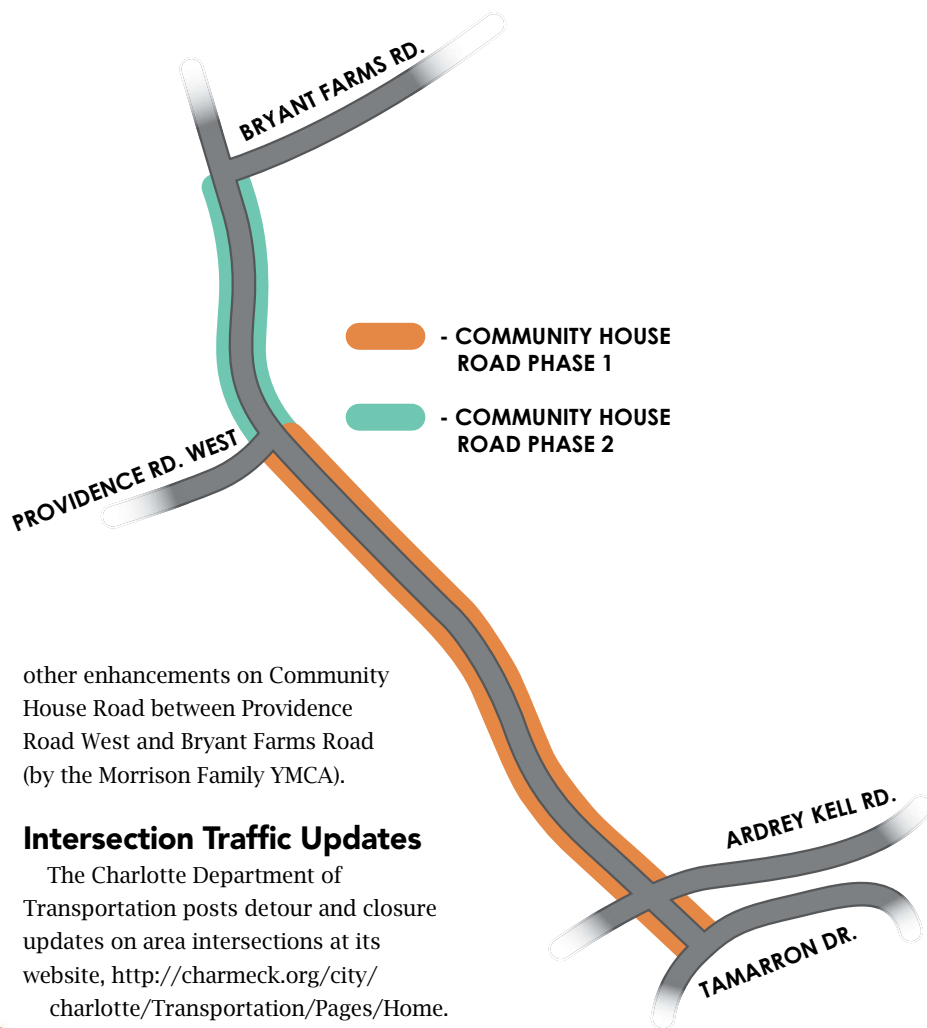 BRYANT FARMS RD.
- COMMUNITY HOUSE
ROAD PHASE 1
- COMMUNITY HOUSE
ROAD PHASE 2
PROVIDENCE RD. WEST
other enhancements on Community
House Road between Providence
Road West and Bryant Farms Road
(by the Morrison Family YMCA).
Intersection Traffic Updates
The Charlotte Department of
Transportation posts detour and closure
updates on area intersections at its
website, http://charmeck.org/city/
charlotte/Transportation/Pages/Home.
ARDREY KELL RD.
TAMARRON DR.